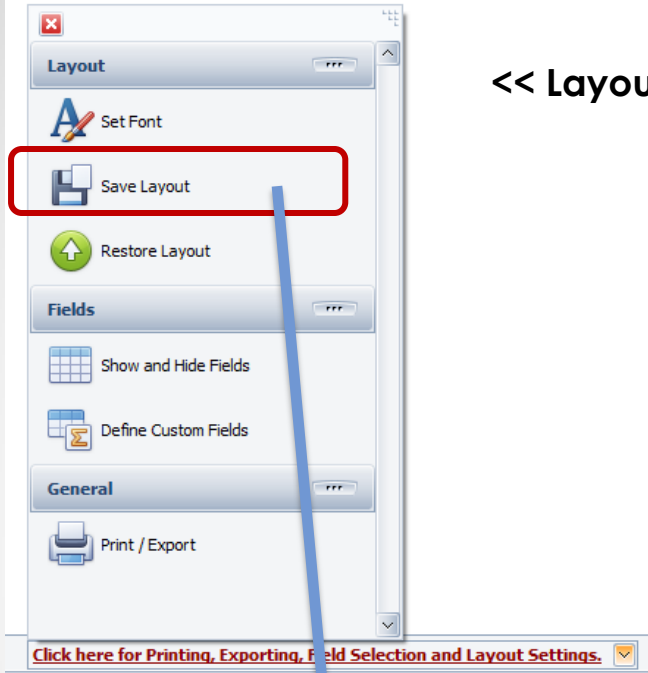 Layout
<< Layou
Set Font
Save Layout
Restore Layout
Fields
Show and Hide Fields
Define Custom Fields
General
Print / Export
Click here for Printing, Exporting, Field Selection and Layout Settings.